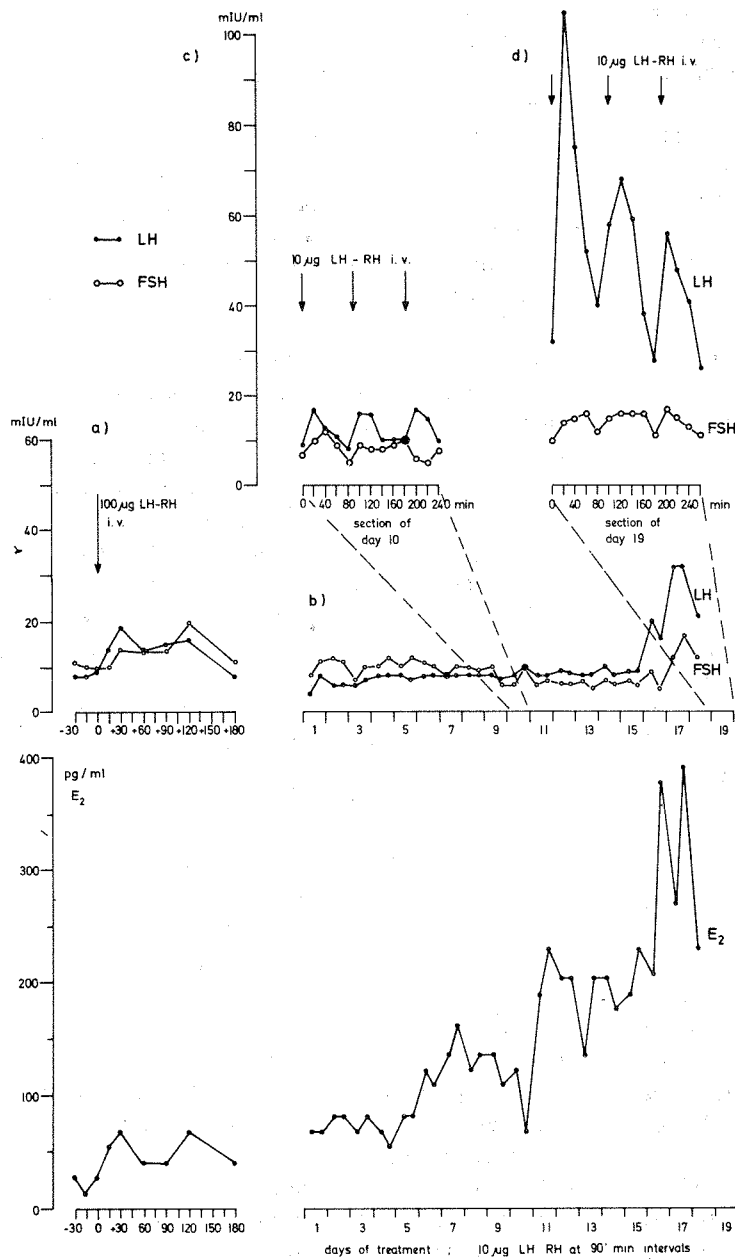 mIU/ml
c)
d)
100
80
60
40
20
0
10 µg LH-RH i.v.
LH
FSH
10 µg LH - RH i.v.
LH
FSH
0 40 80 120 160 200 240 min
section of
day 10
0 40 80 120 160 200 240 min
section of
day 19
mIU/ml
a)
60
40
20
0
100 µg LH-RH
i.v.
-30 0 +30 +60 +90 +120 +150 +180
b)
LH
FSH
1 3 5 7 9 11 13 15 17 19
pg/ml
E2
400
300
200
100
0
E2
-30 0 +30 60 90 120 150 180
1 3 5 7 9 11 13 15 17 19
days of treatment ; 10 µg LH RH at 90' min intervals